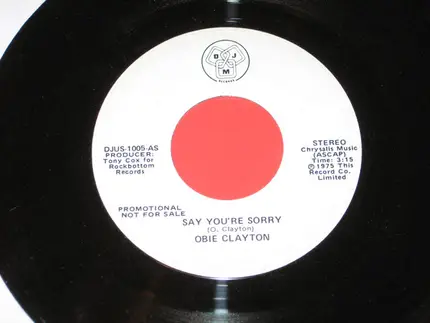 D J M
RECORDS
DJUS-1005-AS
PRODUCER:
Tony Cox for
Rockbottom
Records
STEREO
Chrysalis Music
(ASCAP)
Time: 3:15
℗ 1975 This
Record Co.
Limited
PROMOTIONAL
NOT FOR SALE
SAY YOU'RE SORRY
(O. Clayton)
OBIE CLAYTON